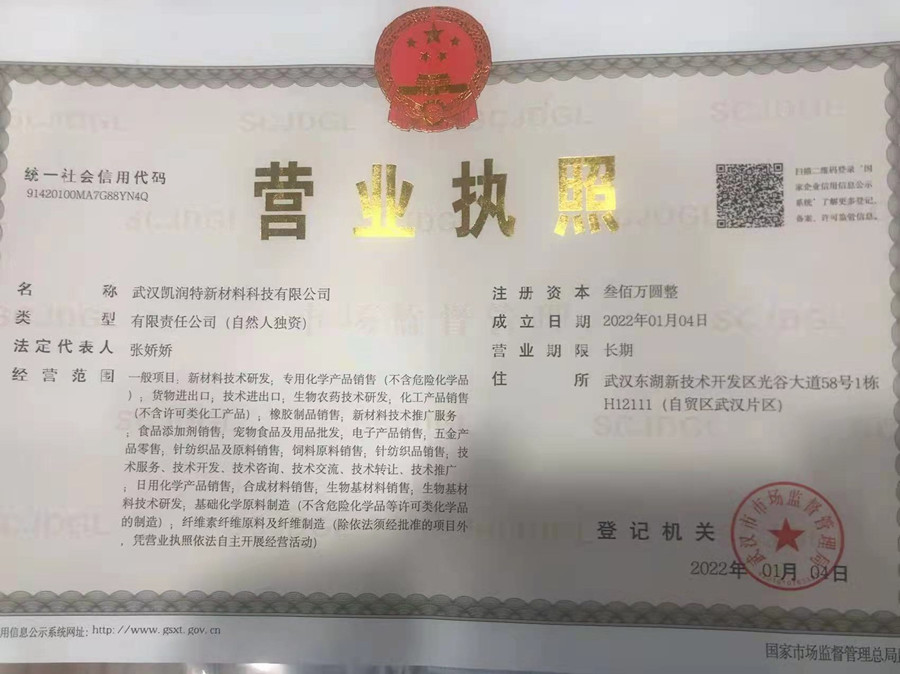 统一社会信用代码
91420100MA7G88YN4Q
营业执照
扫描二维码登录‘国
家企业信用信息公示
系统’了解更多登记、
备案、许可监管信息。
名称 武汉凯润特新材料科技有限公司
类型 有限责任公司（自然人独资）
法定代表人 张娇娇
经营范围 一般项目：新材料技术研发；专用化学产品销售（不含危险化学品
）；货物进出口；技术进出口；生物农药技术研发；化工产品销售
（不含许可类化工产品）；橡胶制品销售；新材料技术推广服务
；食品添加剂销售；宠物食品及用品批发；电子产品销售；五金产
品零售；针纺织品及原料销售；饲料原料销售；针纺织品销售；技
术服务、技术开发、技术咨询、技术交流、技术转让、技术推广
；日用化学产品销售；合成材料销售；生物基材料销售；生物基材
料技术研发；基础化学原料制造（不含危险化学品等许可类化学品
的制造）；纤维素纤维原料及纤维制造（除依法须经批准的项目外
，凭营业执照依法自主开展经营活动）
注册资本 叁佰万圆整
成立日期 2022年01月04日
营业期限 长期
住所 武汉东湖新技术开发区光谷大道58号1栋
H12111（自贸区武汉片区）
登记机关
武汉市市场监督管理局
2022年 01月 04日
用信息公示系统网址：http://www.gsxt.gov.cn
国家市场监督管理总局
SCJDGL